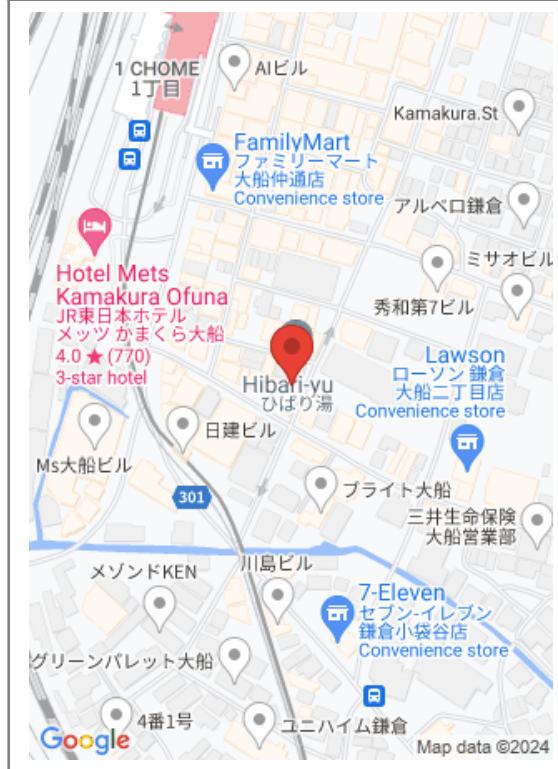 1 CHOME
1丁目
AIビル
Kamakura.St
FamilyMart
ファミリーマート
大船仲通店
Convenience store
アルベロ鎌倉
ミサオビル
Hotel Mets
Kamakura Ofuna
JR東日本ホテル
メッツ かまくら大船
4.0 ★ (770)
3-star hotel
秀和第7ビル
Lawson
ローソン 鎌倉
大船二丁目店
Convenience store
Hibari-yu
ひばり湯
日建ビル
Ms大船ビル
301
ブライト大船
三井生命保険
大船営業部
川島ビル
メゾンドKEN
7-Eleven
セブン-イレブン
鎌倉小袋谷店
Convenience store
グリーンパレット大船
4番1号
ユニハイム鎌倉
Google
Map data ©2024